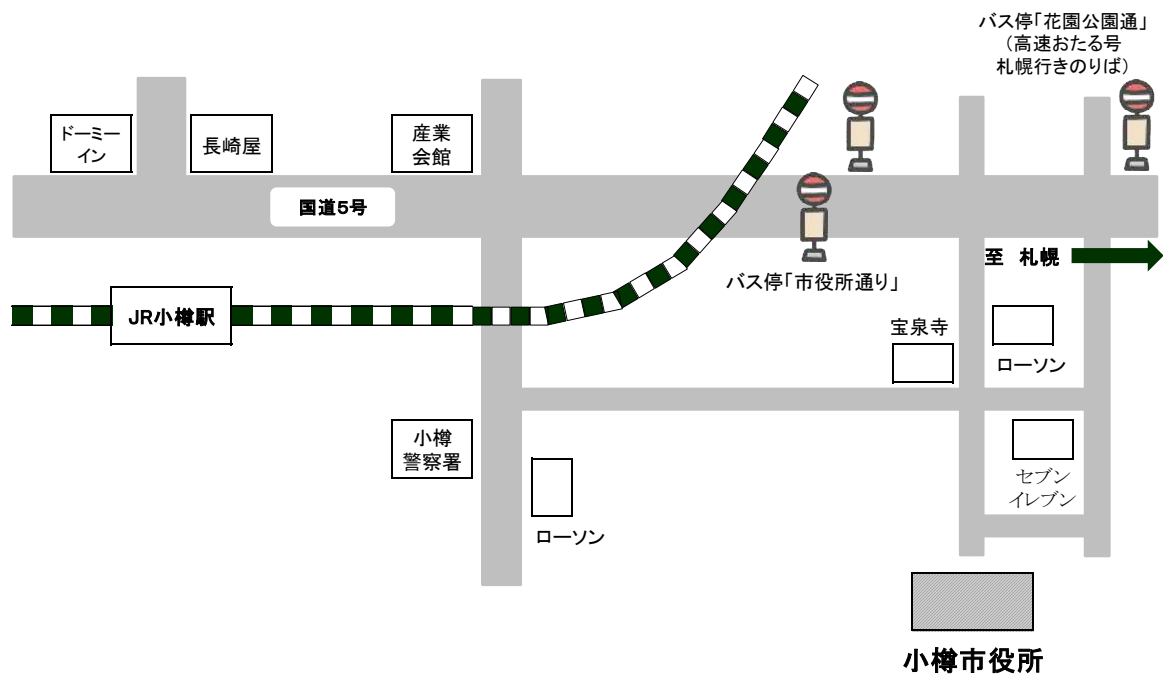 バス停「花園公園通」
(高速おたる号
札幌行きのりば)
ドーミー
イン
長崎屋
産業
会館
国道5号
至 札幌
バス停「市役所通り」
JR小樽駅
宝泉寺
ローソン
小樽
警察署
セブン
イレブン
ローソン
小樽市役所